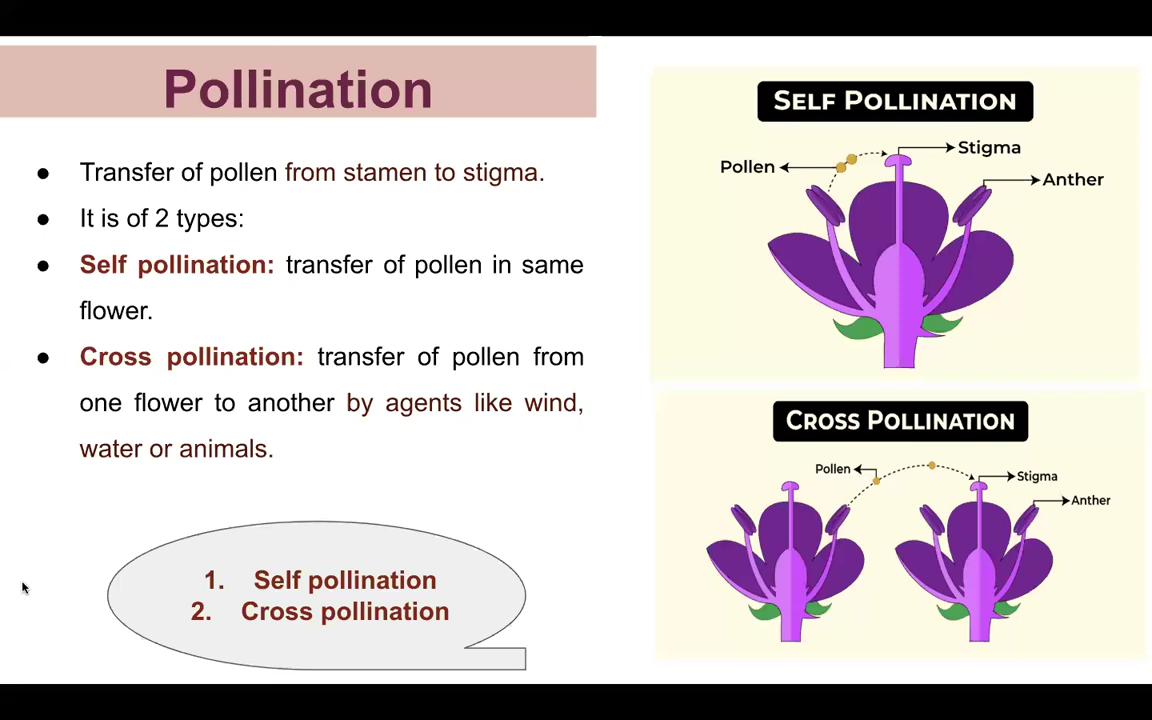 Pollination
● Transfer of pollen from stamen to stigma.
● It is of 2 types:
● Self pollination: transfer of pollen in same
flower.
● Cross pollination: transfer of pollen from
one flower to another by agents like wind,
water or animals.
1. Self pollination
2. Cross pollination
SELF POLLINATION
Stigma
Pollen
Anther
CROSS POLLINATION
Pollen
Stigma
Anther